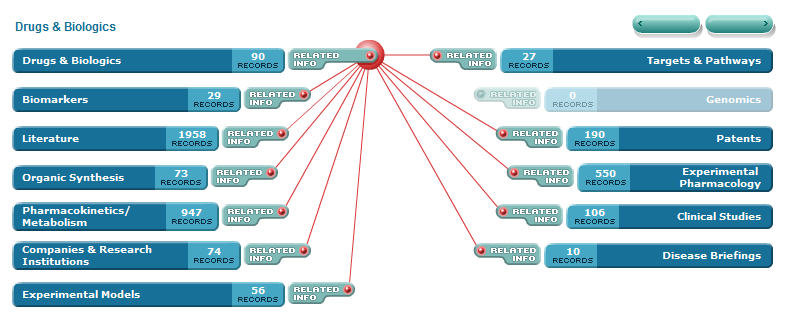 Drugs & Biologics
Drugs & Biologics 90 RECORDS RELATED INFO
RELATED INFO 27 RECORDS Targets & Pathways
Biomarkers 29 RECORDS RELATED INFO
RELATED INFO 0 RECORDS Genomics
Literature 1958 RECORDS RELATED INFO
RELATED INFO 190 RECORDS Patents
Organic Synthesis 73 RECORDS RELATED INFO
RELATED INFO 550 RECORDS Experimental
Pharmacology
Pharmacokinetics/
Metabolism 947 RECORDS RELATED INFO
RELATED INFO 106 RECORDS Clinical Studies
Companies & Research
Institutions 74 RECORDS RELATED INFO
RELATED INFO 10 RECORDS Disease Briefings
Experimental Models 56 RECORDS RELATED INFO